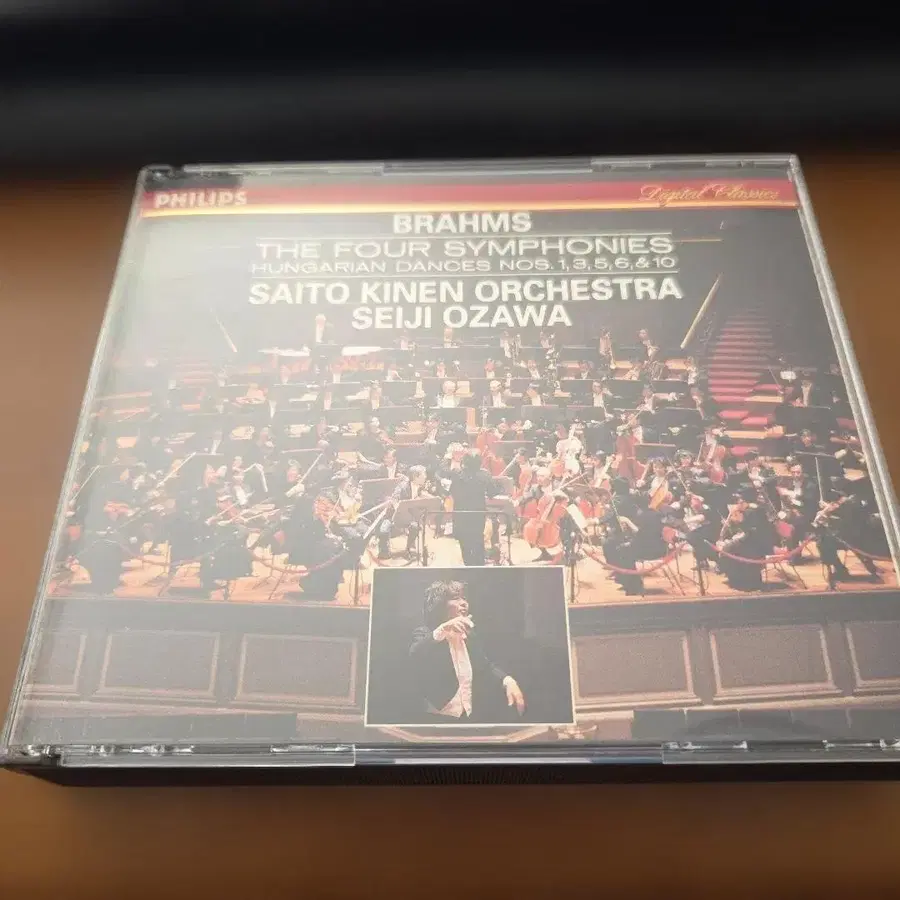 PHILIPS
Digital Classics
BRAHMS
THE FOUR SYMPHONIES
HUNGARIAN DANCES NOS. 1, 3, 5, 6, & 10
SAITO KINEN ORCHESTRA
SEIJI OZAWA